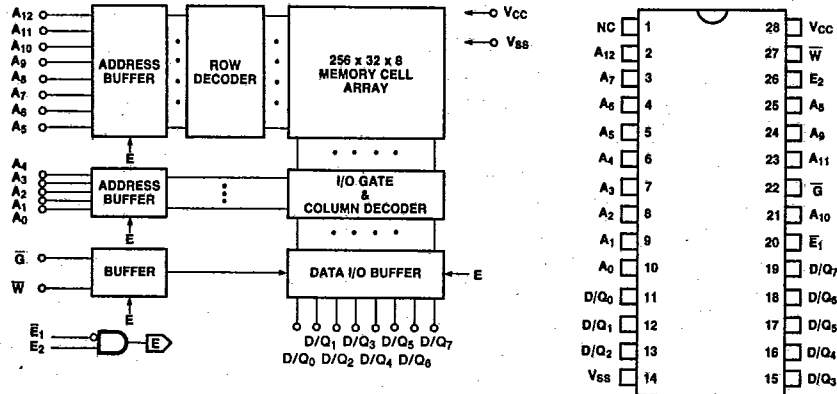 A12
A11
A10
A9
A8
A7
A6
A5
ADDRESS
BUFFER
E
ROW
DECODER
256 x 32 x 8
MEMORY CELL
ARRAY
VCC
VSS
A4
A3
A2
A1
A0
ADDRESS
BUFFER
E
I/O GATE
&
COLUMN DECODER
G̅
W̅
BUFFER
E
DATA I/O BUFFER
E
E̅1
E2
E
D/Q1 D/Q3 D/Q5 D/Q7
D/Q0 D/Q2 D/Q4 D/Q6
NC 1 28 VCC
A12 2 27 W̅
A7 3 26 E2
A6 4 25 A8
A5 5 24 A9
A4 6 23 A11
A3 7 22 G̅
A2 8 21 A10
A1 9 20 E̅1
A0 10 19 D/Q7
D/Q0 11 18 D/Q6
D/Q1 12 17 D/Q5
D/Q2 13 16 D/Q4
VSS 14 15 D/Q3